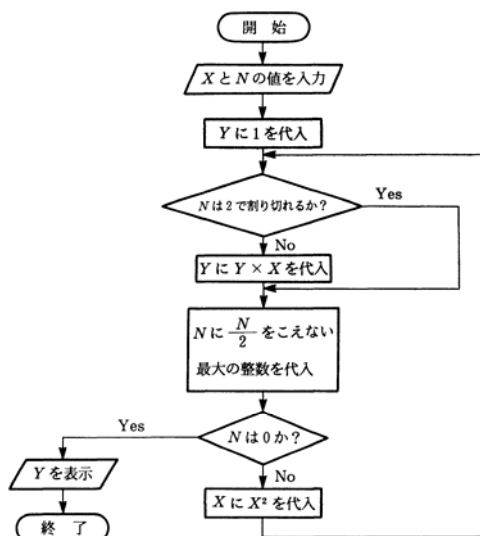 開 始
XとNの値を入力
Yに1を代入
Nは2で割り切れるか?
Yes
No
YにY×Xを代入
Nに N/2 をこえない
最大の整数を代入
Yes
Nは0か?
No
Yを表示
XにX²を代入
終 了